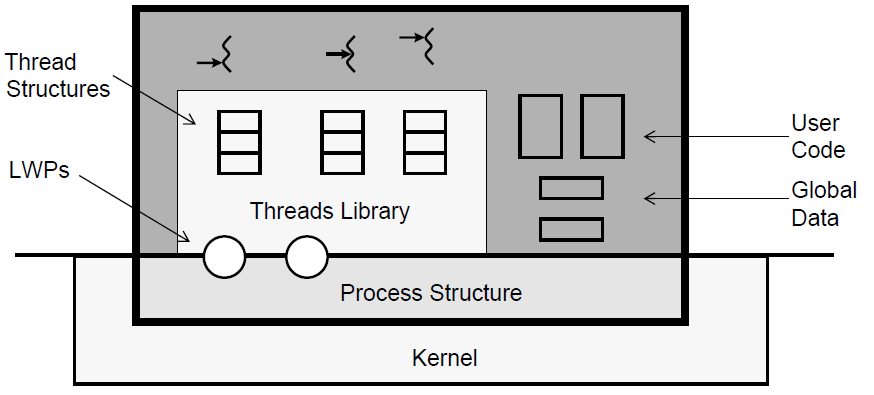 Thread
Structures
LWPs
Threads Library
User
Code
Global
Data
Process Structure
Kernel